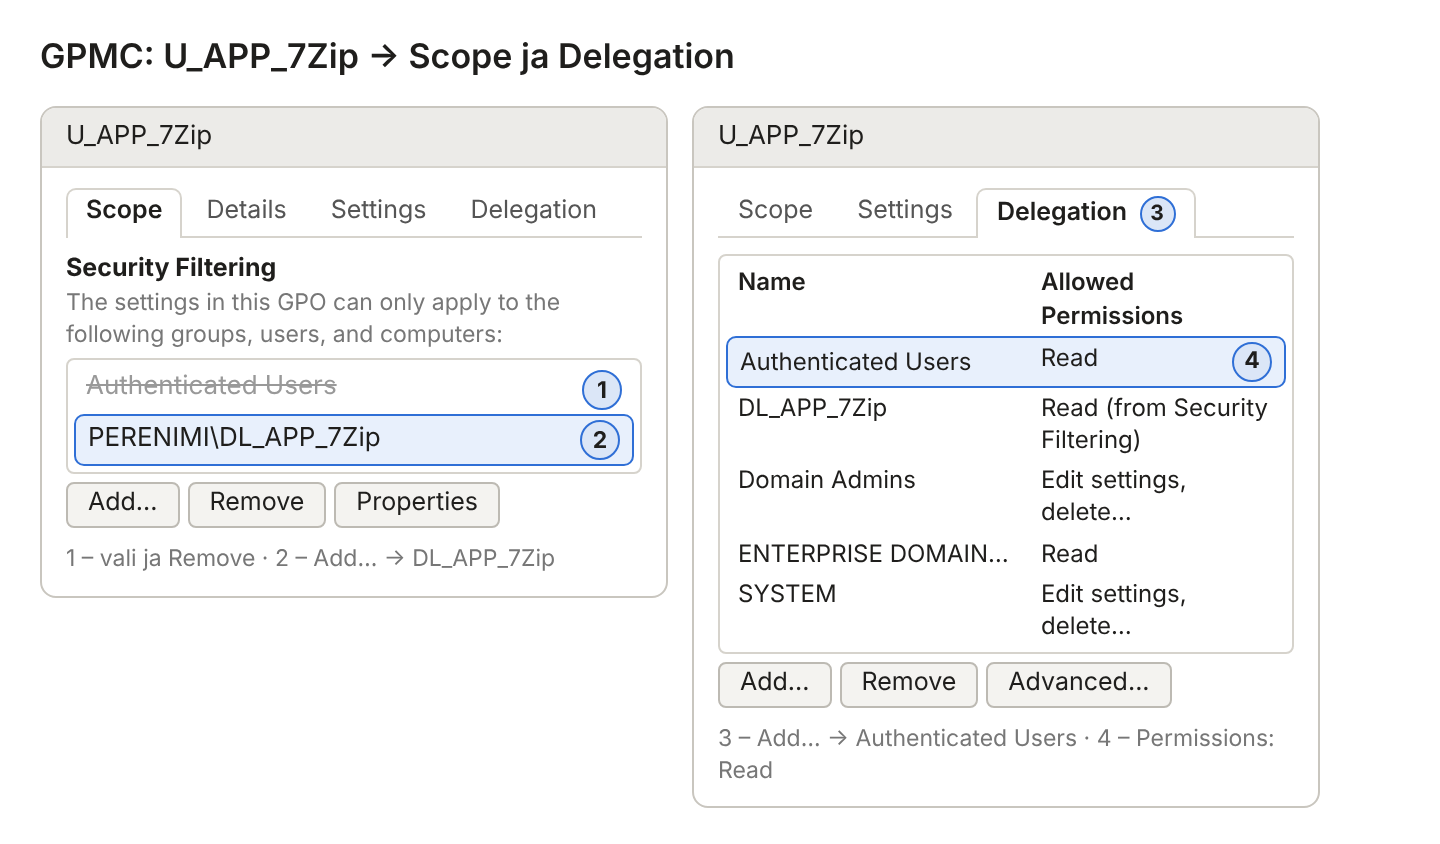 GPMC: U_APP_7Zip → Scope ja Delegation
U_APP_7Zip
Scope Details Settings Delegation
Security Filtering
The settings in this GPO can only apply to the
following groups, users, and computers:
Authenticated Users 1
PERENIMI\DL_APP_7Zip 2
Add... Remove Properties
1 – vali ja Remove · 2 – Add... → DL_APP_7Zip
U_APP_7Zip
Scope Settings Delegation 3
Name Allowed
Permissions
Authenticated Users Read 4
DL_APP_7Zip Read (from Security
Filtering)
Domain Admins Edit settings,
delete...
ENTERPRISE DOMAIN... Read
SYSTEM Edit settings,
delete...
Add... Remove Advanced...
3 – Add... → Authenticated Users · 4 – Permissions:
Read